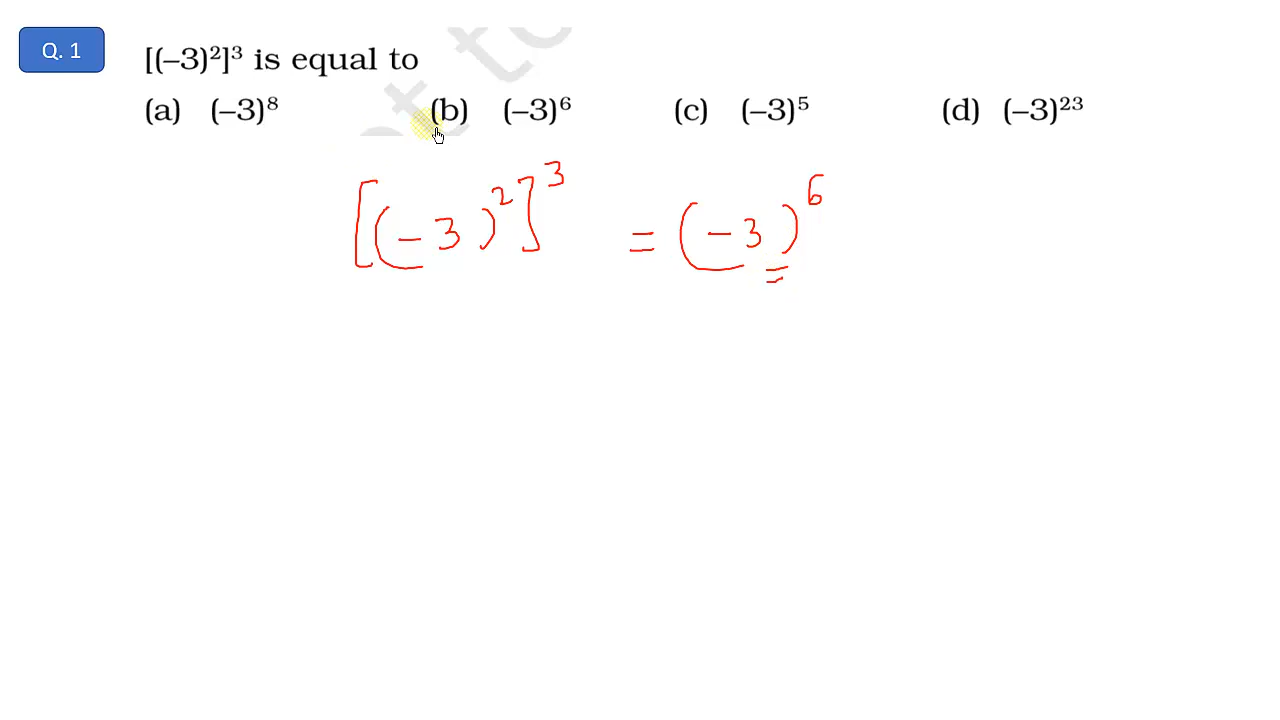 Q. 1
[(–3)²]³ is equal to
(a) (–3)⁸ (b) (–3)⁶ (c) (–3)⁵ (d) (–3)²³
[(-3)²]³ = (-3)⁶